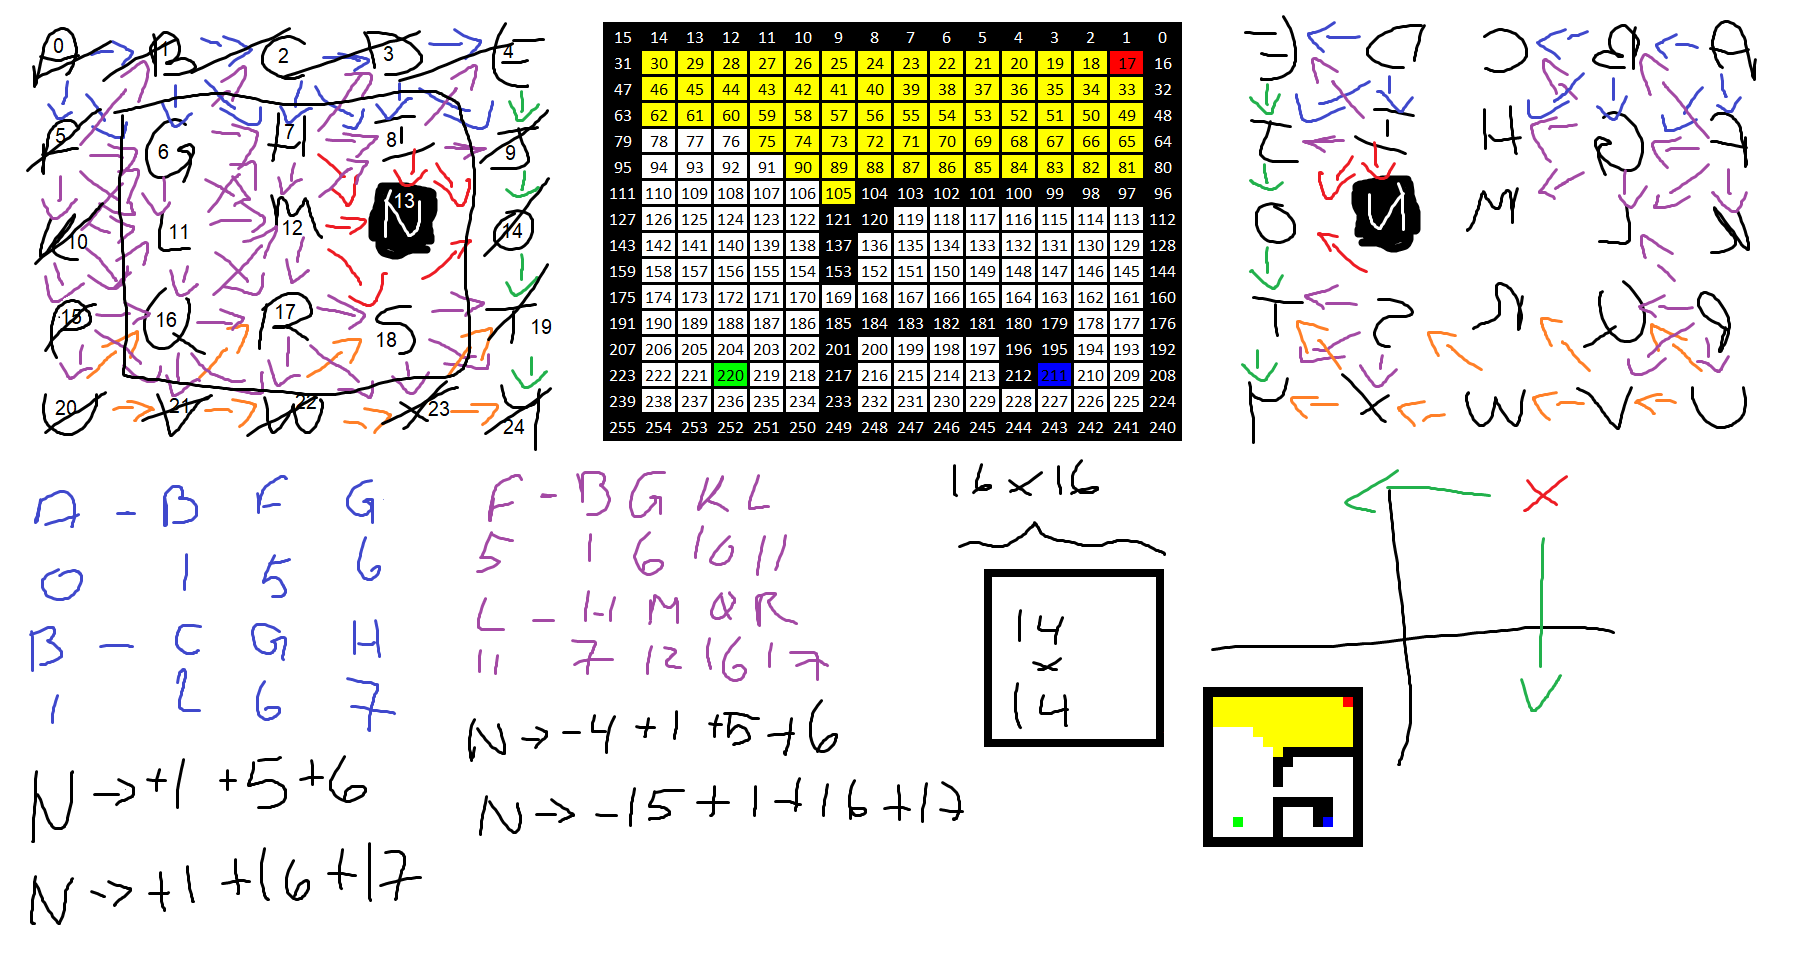 A 0 B 1 C 2 D 3 E 4
F 5 G 6 H 7 I 8 J 9
K 10 L 11 M 12 N 13 O 14
P 15 Q 16 R 17 S 18 T 19
U 20 V 21 W 22 X 23 Y 24
15 14 13 12 11 10 9 8 7 6 5 4 3 2 1 0
31 30 29 28 27 26 25 24 23 22 21 20 19 18 17 16
47 46 45 44 43 42 41 40 39 38 37 36 35 34 33 32
63 62 61 60 59 58 57 56 55 54 53 52 51 50 49 48
79 78 77 76 75 74 73 72 71 70 69 68 67 66 65 64
95 94 93 92 91 90 89 88 87 86 85 84 83 82 81 80
111 110 109 108 107 106 105 104 103 102 101 100 99 98 97 96
127 126 125 124 123 122 121 120 119 118 117 116 115 114 113 112
143 142 141 140 139 138 137 136 135 134 133 132 131 130 129 128
159 158 157 156 155 154 153 152 151 150 149 148 147 146 145 144
175 174 173 172 171 170 169 168 167 166 165 164 163 162 161 160
191 190 189 188 187 186 185 184 183 182 181 180 179 178 177 176
207 206 205 204 203 202 201 200 199 198 197 196 195 194 193 192
223 222 221 220 219 218 217 216 215 214 213 212 211 210 209 208
239 238 237 236 235 234 233 232 231 230 229 228 227 226 225 224
255 254 253 252 251 250 249 248 247 246 245 244 243 242 241 240
E D C B A
J I H G F
O N M L K
T S R Q P
Y X W V U
A - B F G
0 1 5 6
B - C G H
1 2 6 7
N → +1 +5 +6
N → +1 +16 +17
F - B G K L
5 1 6 10 11
L - H M Q R
11 7 12 16 17
N → -4 +1 +5 +6
N → -15 +1 +16 +17
16 x 16
14
x
14
x